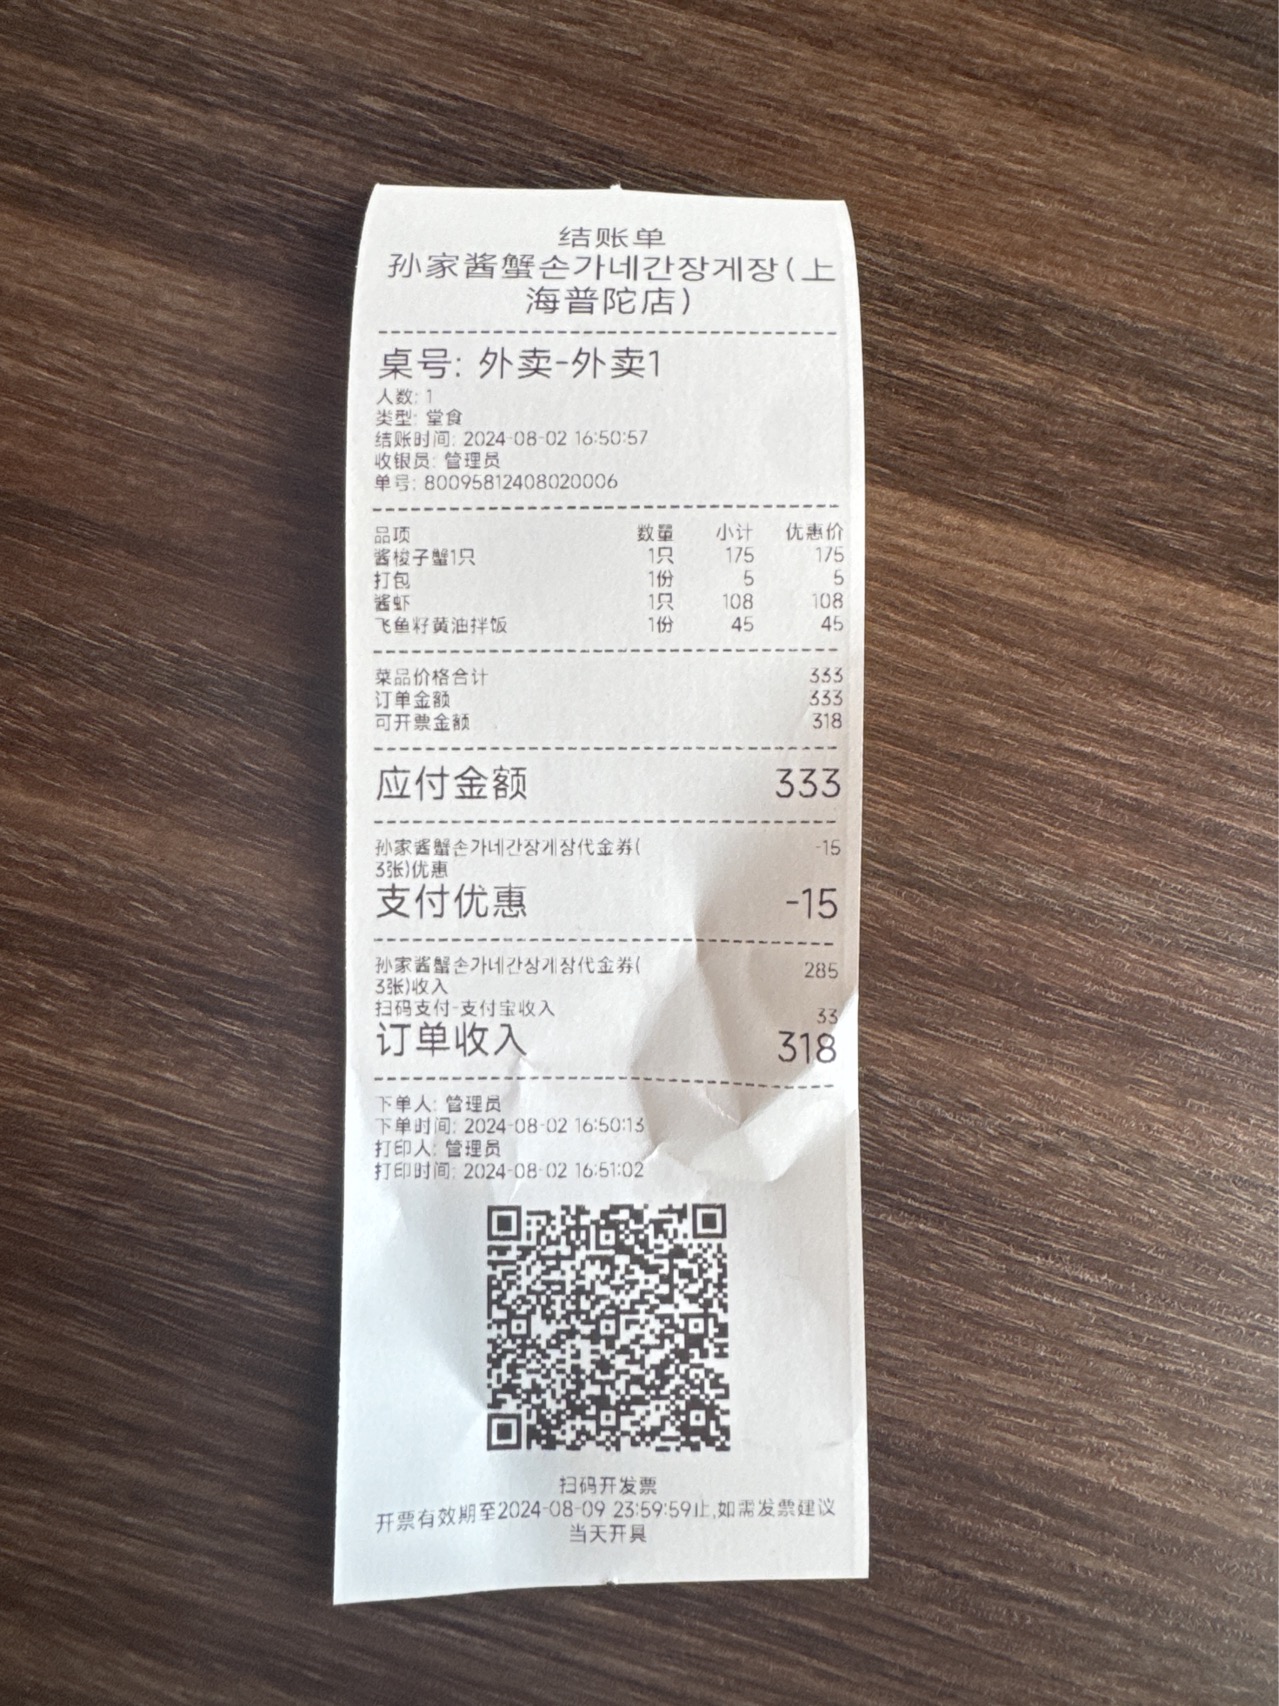 结账单
孙家酱蟹손가네간장게장(上
海普陀店)
桌号: 外卖-外卖1
人数: 1
类型: 堂食
结账时间: 2024-08-02 16:50:57
收银员: 管理员
单号: 80095812408020006
品项 数量 小计 优惠价
酱梭子蟹1只 1只 175 175
打包 1份 5 5
酱虾 1只 108 108
飞鱼籽黄油拌饭 1份 45 45
菜品价格合计 333
订单金额 333
可开票金额 318
应付金额 333
孙家酱蟹손가네간장게장代金券( -15
3张)优惠
支付优惠 -15
孙家酱蟹손가네간장게장代金券( 285
3张)收入
扫码支付-支付宝收入 33
订单收入 318
下单人: 管理员
下单时间: 2024-08-02 16:50:13
打印人: 管理员
打印时间: 2024-08-02 16:51:02
扫码开发票
开票有效期至2024-08-09 23:59:59止,如需发票建议
当天开具